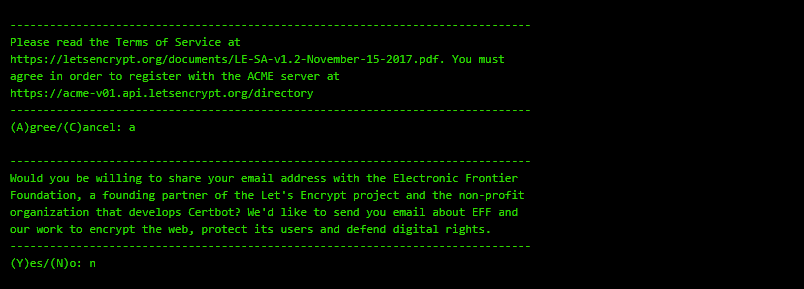 -------------------------------------------------------------------------------
Please read the Terms of Service at
https://letsencrypt.org/documents/LE-SA-v1.2-November-15-2017.pdf. You must
agree in order to register with the ACME server at
https://acme-v01.api.letsencrypt.org/directory
-------------------------------------------------------------------------------
(A)gree/(C)ancel: a
-------------------------------------------------------------------------------
Would you be willing to share your email address with the Electronic Frontier
Foundation, a founding partner of the Let's Encrypt project and the non-profit
organization that develops Certbot? We'd like to send you email about EFF and
our work to encrypt the web, protect its users and defend digital rights.
-------------------------------------------------------------------------------
(Y)es/(N)o: n